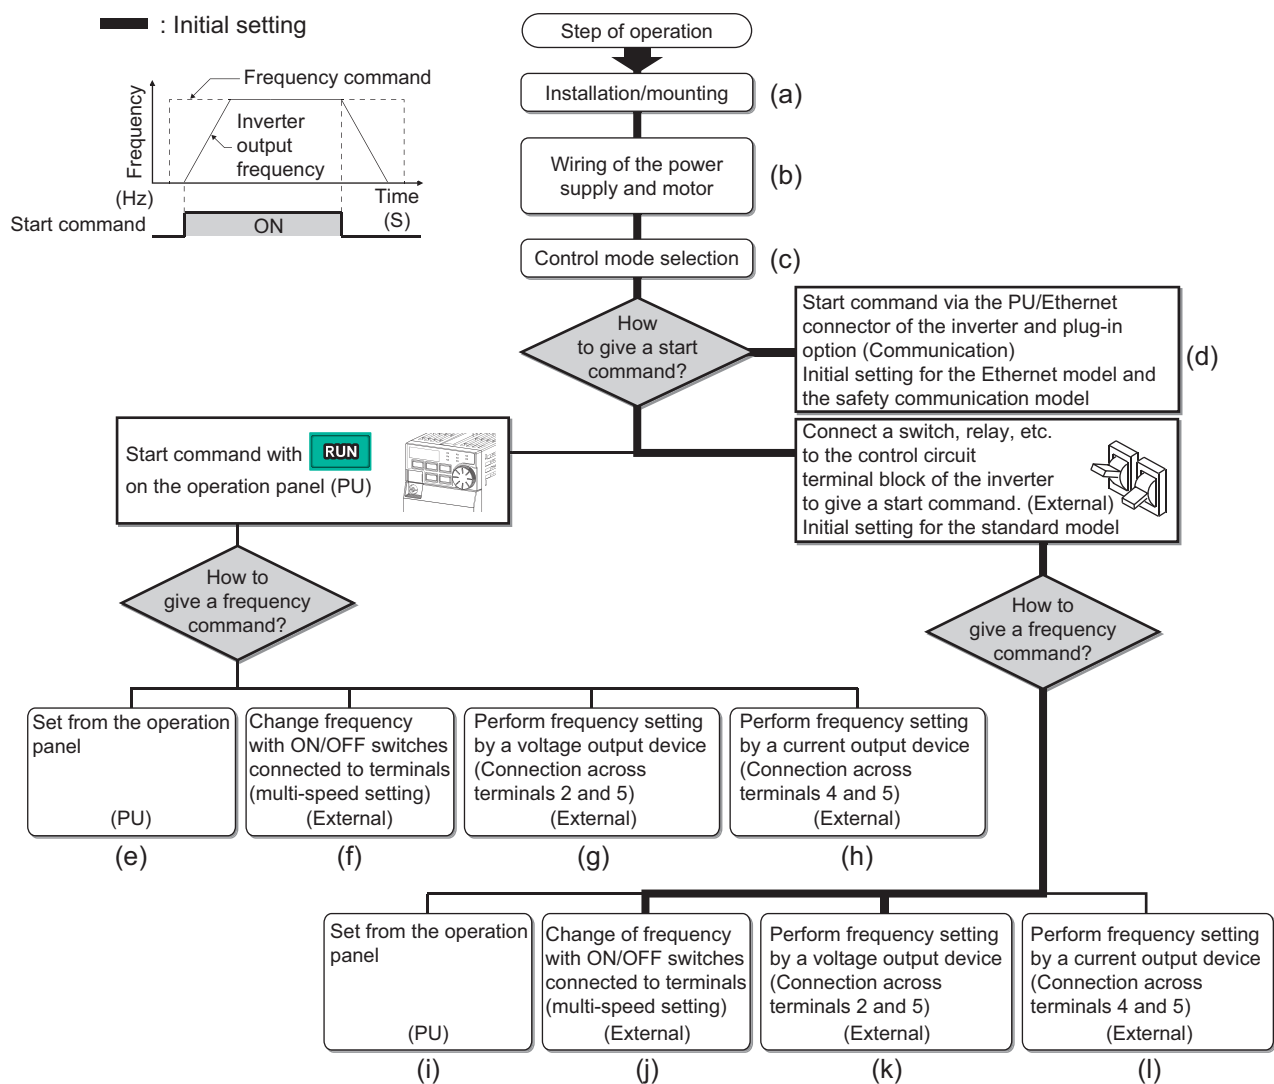 : Initial setting
Step of operation
Frequency command
Frequency
Inverter
output
frequency
(Hz)
Time
(S)
Start command
ON
Installation/mounting
(a)
Wiring of the power
supply and motor
(b)
Control mode selection
(c)
How
to give a start
command?
Start command via the PU/Ethernet
connector of the inverter and plug-in
option (Communication)
Initial setting for the Ethernet model and
the safety communication model
(d)
Start command with RUN
on the operation panel (PU)
Connect a switch, relay, etc.
to the control circuit
terminal block of the inverter
to give a start command. (External)
Initial setting for the standard model
How to
give a frequency
command?
How to
give a frequency
command?
Set from the operation
panel
(PU)
(e)
Change frequency
with ON/OFF switches
connected to terminals
(multi-speed setting)
(External)
(f)
Perform frequency setting
by a voltage output device
(Connection across
terminals 2 and 5)
(External)
(g)
Perform frequency setting
by a current output device
(Connection across
terminals 4 and 5)
(External)
(h)
Set from the operation
panel
(PU)
(i)
Change of frequency
with ON/OFF switches
connected to terminals
(multi-speed setting)
(External)
(j)
Perform frequency setting
by a voltage output device
(Connection across
terminals 2 and 5)
(External)
(k)
Perform frequency setting
by a current output device
(Connection across
terminals 4 and 5)
(External)
(l)